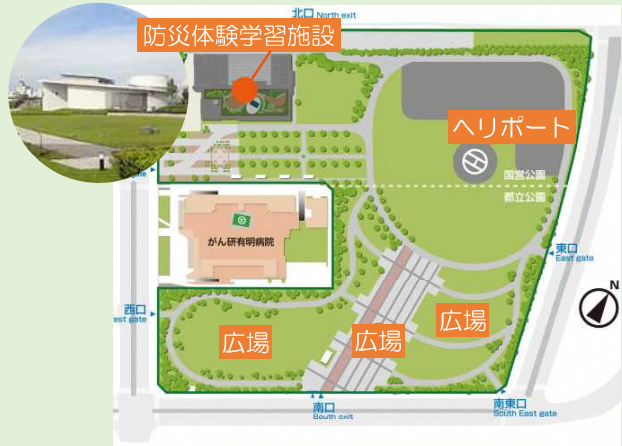 北口 North exit
防災体験学習施設
ヘリポート
国営公園
都立公園
がん研有明病院
東口
East gate
N
西口
est gate
広場
広場
広場
南口
South exit
南東口
South East gate